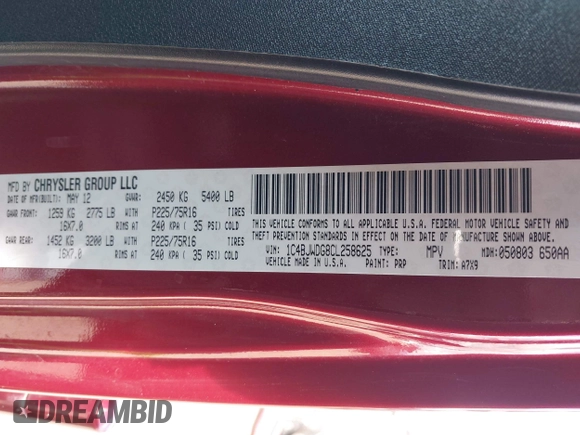 MFD BY CHRYSLER GROUP LLC
DATE OF MFR(BUILT): MAY 12 GVWR: 2450 KG 5400 LB
GAWR FRONT: 1259 KG 2775 LB WITH P225/75R16 TIRES
16X7.0 RIMS AT 240 KPA ( 35 PSI) COLD
GAWR REAR: 1452 KG 3200 LB WITH P225/75R16 TIRES
16X7.0 RIMS AT 240 KPA ( 35 PSI) COLD
THIS VEHICLE CONFORMS TO ALL APPLICABLE U.S.A. FEDERAL MOTOR VEHICLE SAFETY AND
THEFT PREVENTION STANDARDS IN EFFECT ON THE DATE OF MANUFACTURE SHOWN ABOVE.
VIN: 1C4BJWDG8CL258625 TYPE: MPV MDH: 050803 650AA
VEHICLE MADE IN U.S.A. PAINT: PRP TRIM: A7X9
DREAMBID